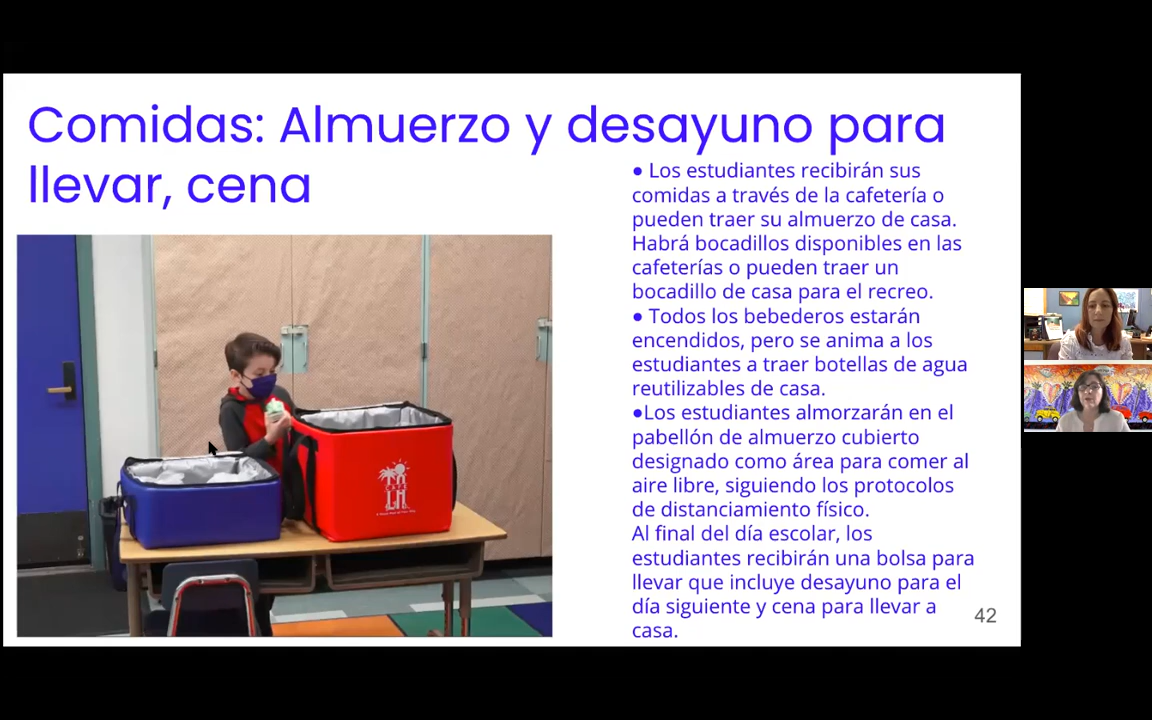 Comidas: Almuerzo y desayuno para
llevar, cena
● Los estudiantes recibirán sus
comidas a través de la cafetería o
pueden traer su almuerzo de casa.
Habrá bocadillos disponibles en las
cafeterías o pueden traer un
bocadillo de casa para el recreo.
● Todos los bebederos estarán
encendidos, pero se anima a los
estudiantes a traer botellas de agua
reutilizables de casa.
●Los estudiantes almorzarán en el
pabellón de almuerzo cubierto
designado como área para comer al
aire libre, siguiendo los protocolos
de distanciamiento físico.
Al final del día escolar, los
estudiantes recibirán una bolsa para
llevar que incluye desayuno para el
día siguiente y cena para llevar a
casa.
42
LA